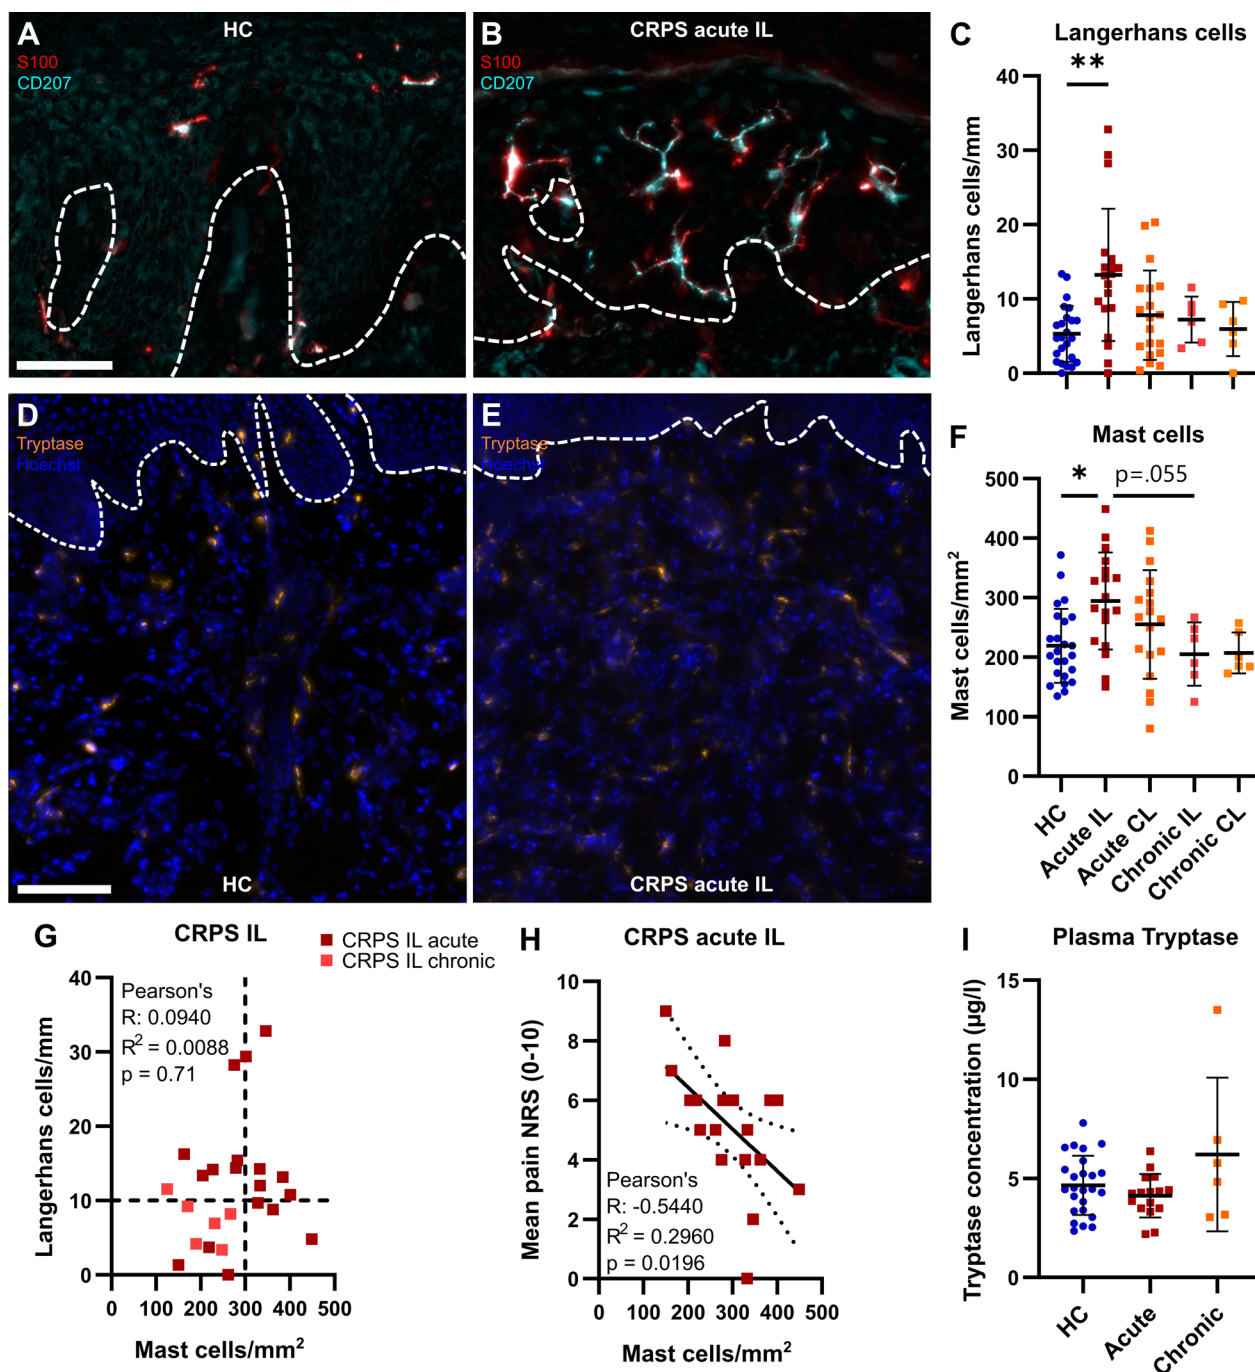 A
HC
S100
CD207
B
CRPS acute IL
S100
CD207
C
Langerhans cells
**
Langerhans cells/mm
40
30
20
10
0
D
Tryptase
Hoechst
HC
E
Tryptase
Hoechst
CRPS acute IL
F
Mast cells
* p=.055
Mast cells/mm²
500
400
300
200
100
0
HC
Acute IL
Acute CL
Chronic IL
Chronic CL
G
CRPS IL
CRPS IL acute
CRPS IL chronic
Pearson's
R: 0.0940
R² = 0.0088
p = 0.71
Langerhans cells/mm
40
30
20
10
0
0 100 200 300 400 500
Mast cells/mm²
H
CRPS acute IL
Mean pain NRS (0-10)
10
8
6
4
2
0
Pearson's
R: -0.5440
R² = 0.2960
p = 0.0196
0 100 200 300 400 500
Mast cells/mm²
I
Plasma Tryptase
Tryptase concentration (µg/l)
15
10
5
0
HC
Acute
Chronic